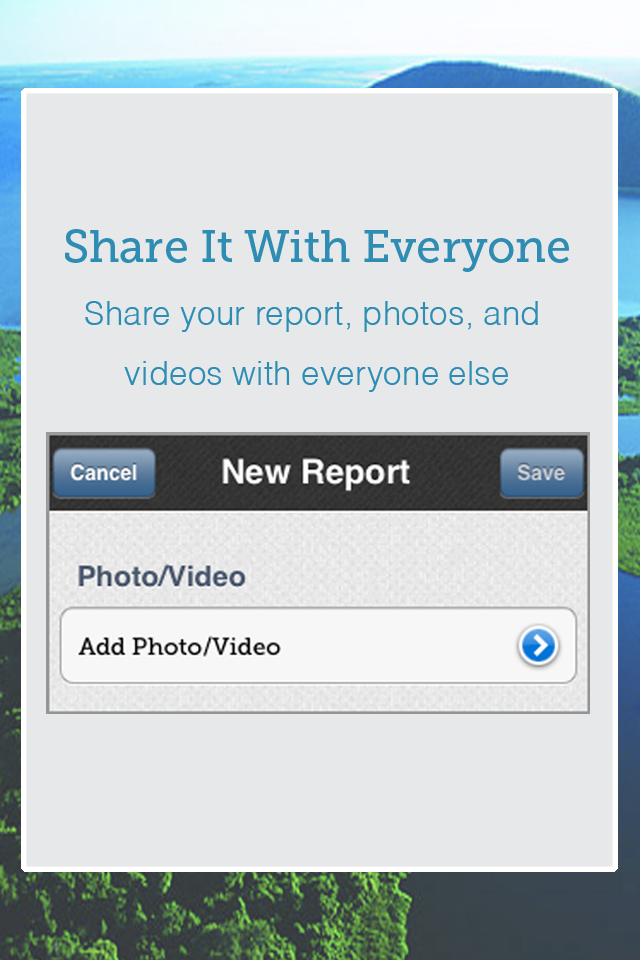 Share It With Everyone
Share your report, photos, and
videos with everyone else
Cancel New Report Save
Photo/Video
Add Photo/Video